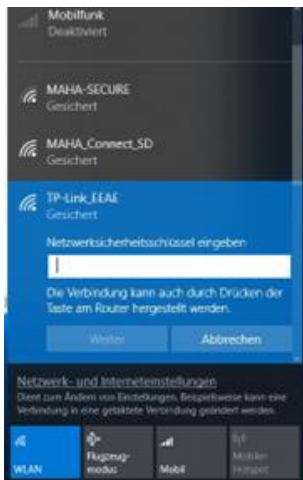 Mobilfunk
Deaktiviert
MAHA-SECURE
Gesichert
MAHA_Connect_SD
Gesichert
TP-Link_EEAE
Gesichert
Netzwerksicherheitsschlüssel eingeben
Die Verbindung kann auch durch Drücken der
Taste am Router hergestellt werden.
Weiter
Abbrechen
Netzwerk- und Interneteinstellungen
Dient zum Ändern von Einstellungen. Beispielsweise kann eine
Verbindung in eine getaktete Verbindung geändert werden.
WLAN
Flugzeug-
modus
Mobil
Mobiler
Hotspot